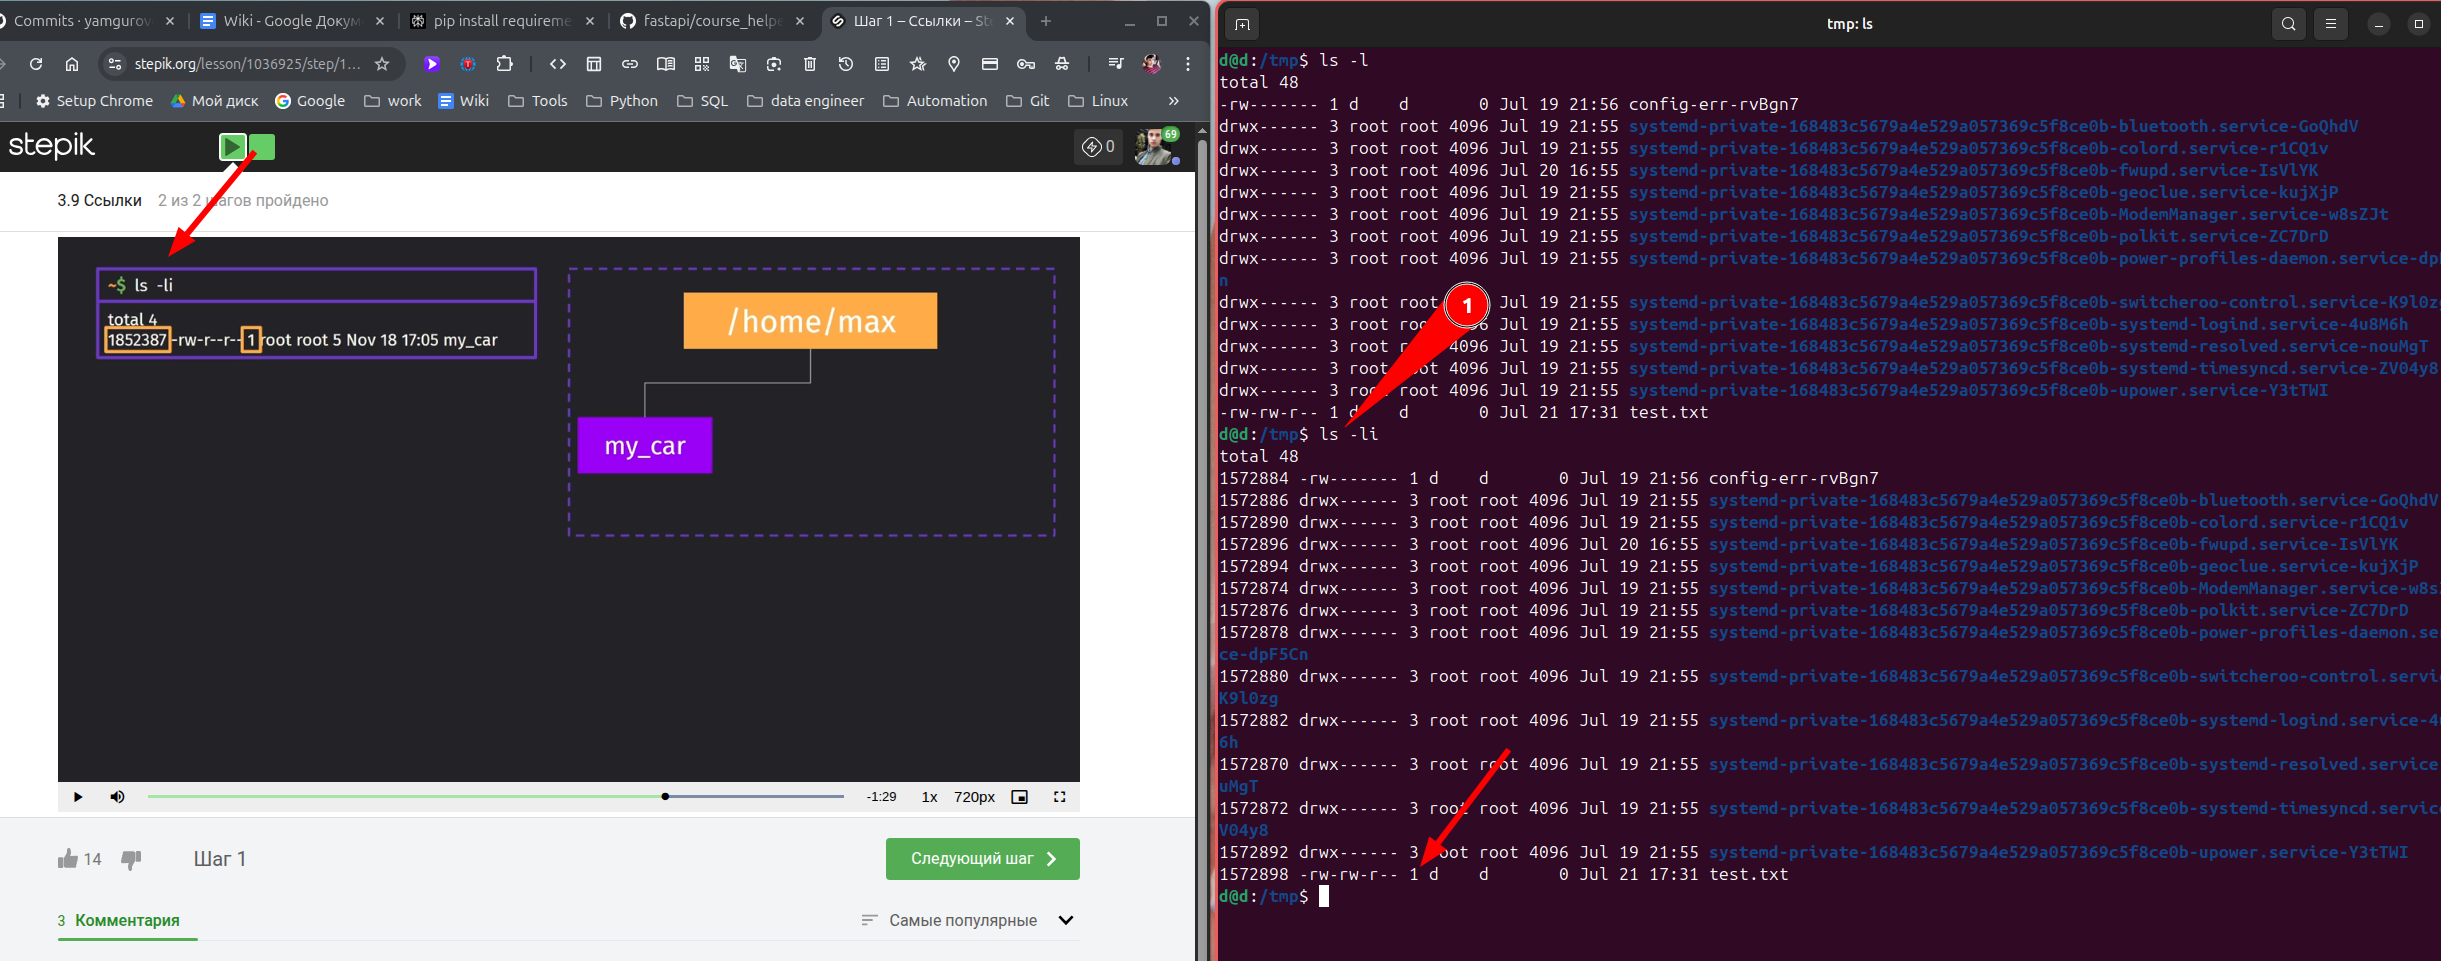 Commits · yamgurov
Wiki - Google Докум
pip install requireme
fastapi/course_helpe
Шаг 1 – Ссылки – St
stepik.org/lesson/1036925/step/1...
Setup Chrome
Мой диск
Google
work
Wiki
Tools
Python
SQL
data engineer
Automation
Git
Linux
»
stepik
0
69
3.9 Ссылки 2 из 2 шагов пройдено
~$ ls -li
total 4
1852387 -rw-r--r-- 1 root root 5 Nov 18 17:05 my_car
/home/max
my_car
-1:29
1x
720px
14
Шаг 1
Следующий шаг
3 Комментария
Самые популярные
tmp: ls
d@d:/tmp$ ls -l
total 48
-rw------- 1 d    d       0 Jul 19 21:56 config-err-rvBgn7
drwx------ 3 root root 4096 Jul 19 21:55 systemd-private-168483c5679a4e529a057369c5f8ce0b-bluetooth.service-GoQhdV
drwx------ 3 root root 4096 Jul 19 21:55 systemd-private-168483c5679a4e529a057369c5f8ce0b-colord.service-r1CQ1v
drwx------ 3 root root 4096 Jul 20 16:55 systemd-private-168483c5679a4e529a057369c5f8ce0b-fwupd.service-IsVlYK
drwx------ 3 root root 4096 Jul 19 21:55 systemd-private-168483c5679a4e529a057369c5f8ce0b-geoclue.service-kujXjP
drwx------ 3 root root 4096 Jul 19 21:55 systemd-private-168483c5679a4e529a057369c5f8ce0b-ModemManager.service-w8sZJt
drwx------ 3 root root 4096 Jul 19 21:55 systemd-private-168483c5679a4e529a057369c5f8ce0b-polkit.service-ZC7DrD
drwx------ 3 root root 4096 Jul 19 21:55 systemd-private-168483c5679a4e529a057369c5f8ce0b-power-profiles-daemon.service-dpF
n
drwx------ 3 root root Jul 19 21:55 systemd-private-168483c5679a4e529a057369c5f8ce0b-switcheroo-control.service-K9l0zg
1
drwx------ 3 root root 96 Jul 19 21:55 systemd-private-168483c5679a4e529a057369c5f8ce0b-systemd-logind.service-4u8M6h
drwx------ 3 root root 4096 Jul 19 21:55 systemd-private-168483c5679a4e529a057369c5f8ce0b-systemd-resolved.service-nouMgT
drwx------ 3 root root 4096 Jul 19 21:55 systemd-private-168483c5679a4e529a057369c5f8ce0b-systemd-timesyncd.service-ZV04y8
drwx------ 3 root root 4096 Jul 19 21:55 systemd-private-168483c5679a4e529a057369c5f8ce0b-upower.service-Y3tTWI
-rw-rw-r-- 1 d    d       0 Jul 21 17:31 test.txt
d@d:/tmp$ ls -li
total 48
1572884 -rw------- 1 d    d       0 Jul 19 21:56 config-err-rvBgn7
1572886 drwx------ 3 root root 4096 Jul 19 21:55 systemd-private-168483c5679a4e529a057369c5f8ce0b-bluetooth.service-GoQhdV
1572890 drwx------ 3 root root 4096 Jul 19 21:55 systemd-private-168483c5679a4e529a057369c5f8ce0b-colord.service-r1CQ1v
1572896 drwx------ 3 root root 4096 Jul 20 16:55 systemd-private-168483c5679a4e529a057369c5f8ce0b-fwupd.service-IsVlYK
1572894 drwx------ 3 root root 4096 Jul 19 21:55 systemd-private-168483c5679a4e529a057369c5f8ce0b-geoclue.service-kujXjP
1572874 drwx------ 3 root root 4096 Jul 19 21:55 systemd-private-168483c5679a4e529a057369c5f8ce0b-ModemManager.service-w8s
1572876 drwx------ 3 root root 4096 Jul 19 21:55 systemd-private-168483c5679a4e529a057369c5f8ce0b-polkit.service-ZC7DrD
1572878 drwx------ 3 root root 4096 Jul 19 21:55 systemd-private-168483c5679a4e529a057369c5f8ce0b-power-profiles-daemon.se
ce-dpF5Cn
1572880 drwx------ 3 root root 4096 Jul 19 21:55 systemd-private-168483c5679a4e529a057369c5f8ce0b-switcheroo-control.servi
K9l0zg
1572882 drwx------ 3 root root 4096 Jul 19 21:55 systemd-private-168483c5679a4e529a057369c5f8ce0b-systemd-logind.service-4
6h
1572870 drwx------ 3 root root 4096 Jul 19 21:55 systemd-private-168483c5679a4e529a057369c5f8ce0b-systemd-resolved.service
uMgT
1572872 drwx------ 3 root root 4096 Jul 19 21:55 systemd-private-168483c5679a4e529a057369c5f8ce0b-systemd-timesyncd.servic
V04y8
1572892 drwx------ 3 root root 4096 Jul 19 21:55 systemd-private-168483c5679a4e529a057369c5f8ce0b-upower.service-Y3tTWI
1572898 -rw-rw-r-- 1 d    d       0 Jul 21 17:31 test.txt
d@d:/tmp$